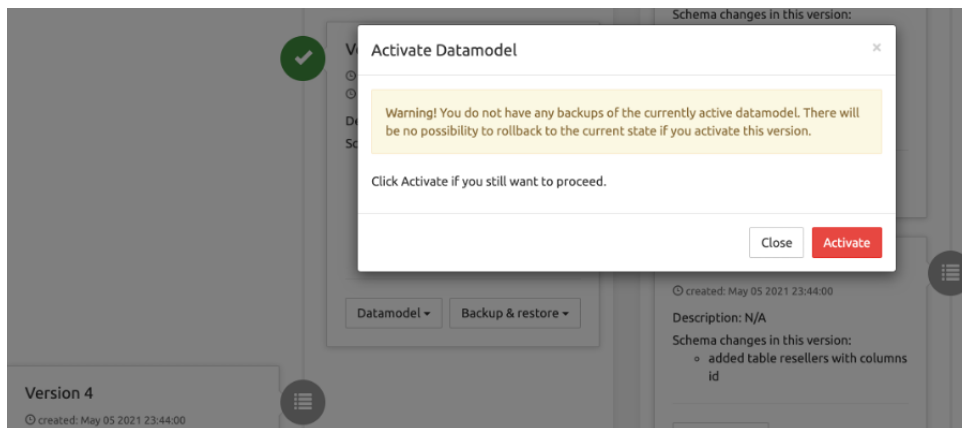 Schema changes in this version:
Activate Datamodel
×
Warning! You do not have any backups of the currently active datamodel. There will
be no possibility to rollback to the current state if you activate this version.
Click Activate if you still want to proceed.
Close
Activate
Datamodel
Backup & restore
created: May 05 2021 23:44:00
Description: N/A
Schema changes in this version:
added table resellers with columns
id
Version 4
created: May 05 2021 23:44:00